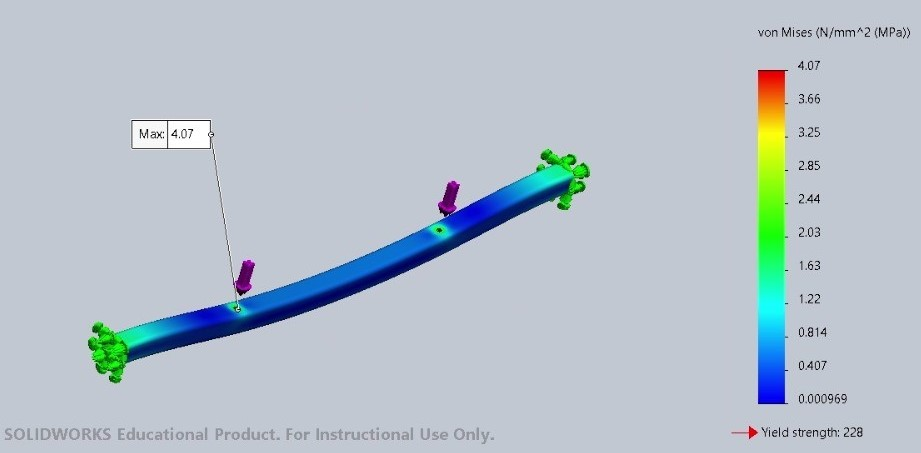 von Mises (N/mm^2 (MPa))
4.07
3.66
Max: 4.07
3.25
2.85
2.44
2.03
1.63
1.22
0.814
0.407
0.000969
SOLIDWORKS Educational Product. For Instructional Use Only.
Yield strength: 228